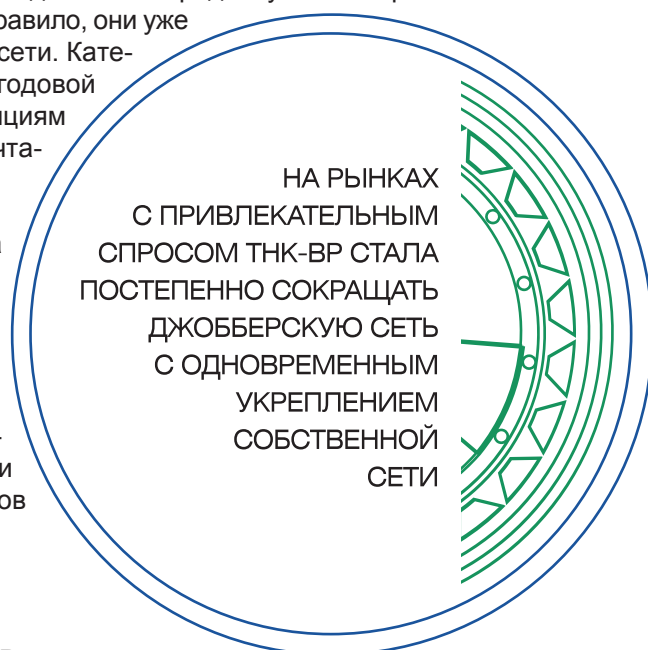 равило, они уже
сети. Кате-
годовой
НА РЫНКАХ
С ПРИВЛЕКАТЕЛЬНЫМ
СПРОСОМ ТНК-ВР СТАЛА
ПОСТЕПЕННО СОКРАЩАТЬ
ДЖОББЕРСКУЮ СЕТЬ
С ОДНОВРЕМЕННЫМ
УКРЕПЛЕНИЕМ
СОБСТВЕННОЙ
СЕТИ